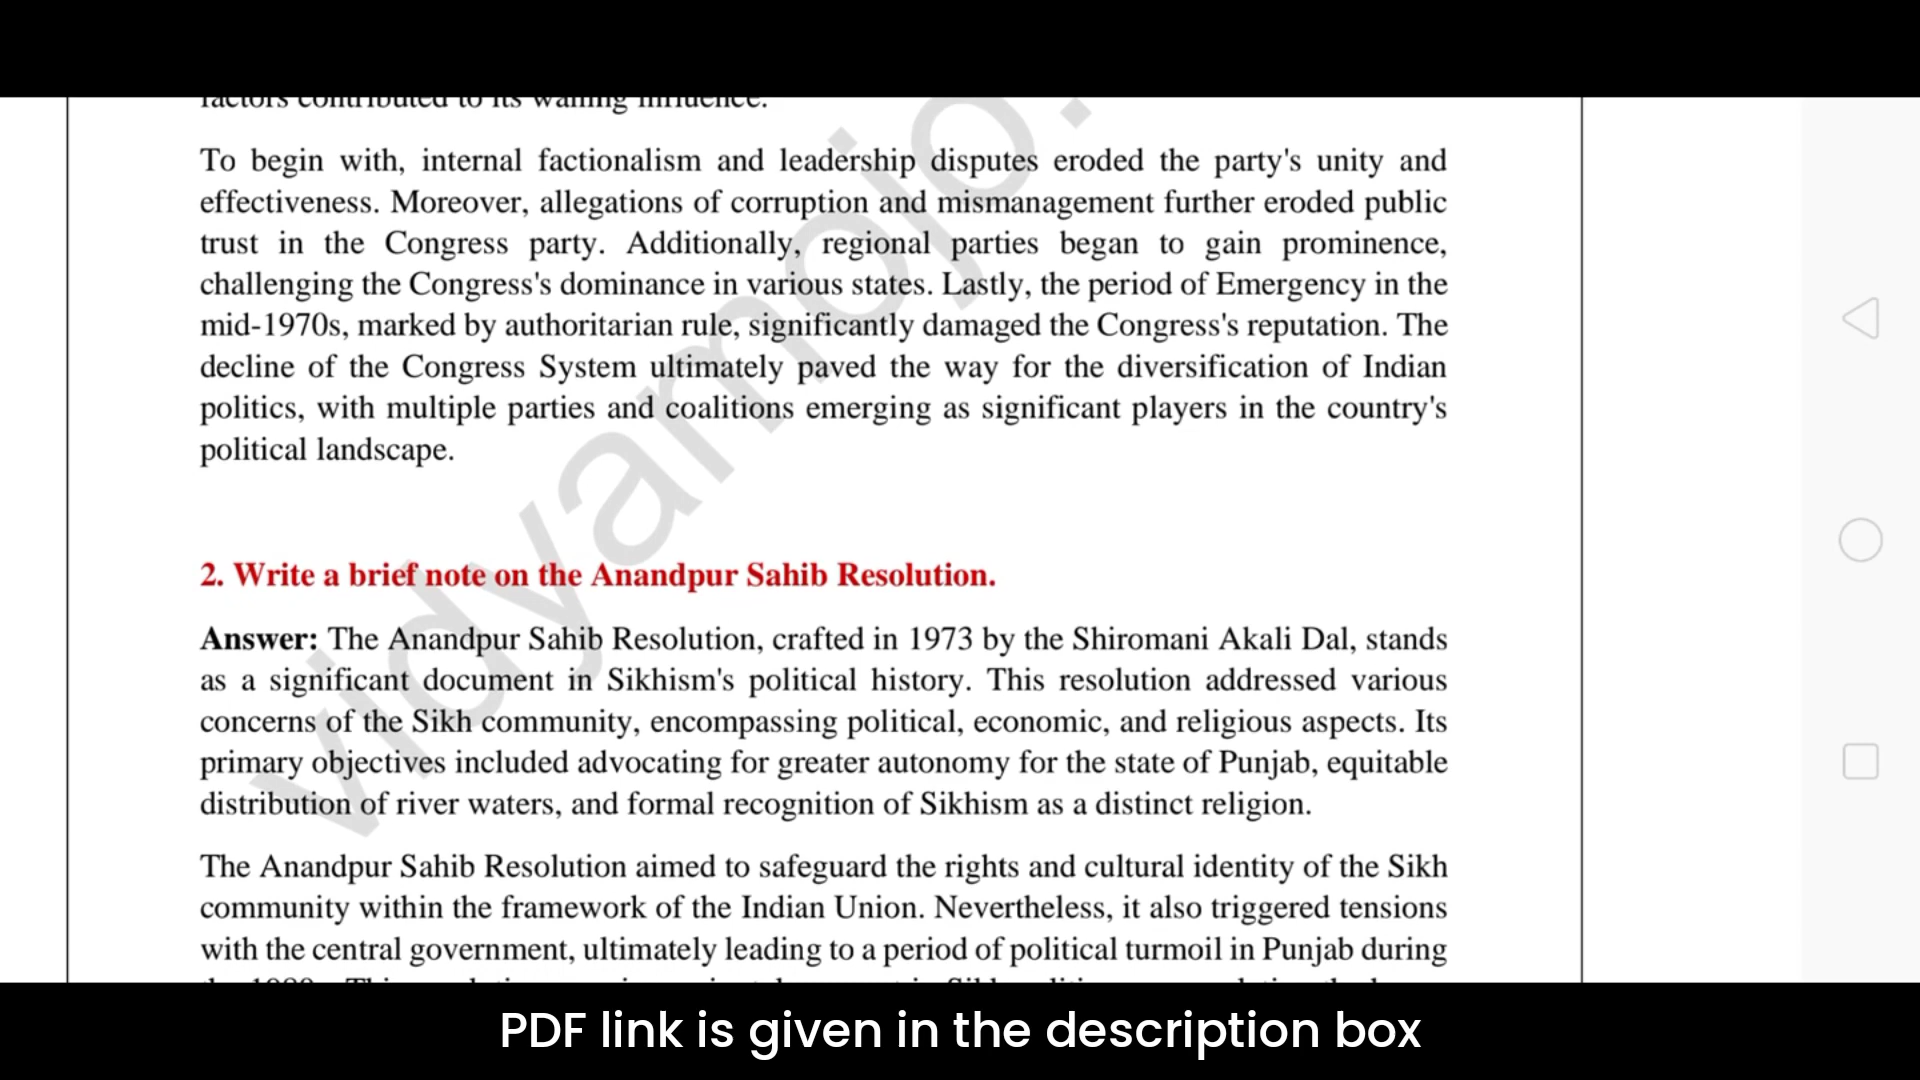 factors contributed to its waning influence.
To begin with, internal factionalism and leadership disputes eroded the party's unity and
effectiveness. Moreover, allegations of corruption and mismanagement further eroded public
trust in the Congress party. Additionally, regional parties began to gain prominence,
challenging the Congress's dominance in various states. Lastly, the period of Emergency in the
mid-1970s, marked by authoritarian rule, significantly damaged the Congress's reputation. The
decline of the Congress System ultimately paved the way for the diversification of Indian
politics, with multiple parties and coalitions emerging as significant players in the country's
political landscape.
2. Write a brief note on the Anandpur Sahib Resolution.
Answer: The Anandpur Sahib Resolution, crafted in 1973 by the Shiromani Akali Dal, stands
as a significant document in Sikhism's political history. This resolution addressed various
concerns of the Sikh community, encompassing political, economic, and religious aspects. Its
primary objectives included advocating for greater autonomy for the state of Punjab, equitable
distribution of river waters, and formal recognition of Sikhism as a distinct religion.
The Anandpur Sahib Resolution aimed to safeguard the rights and cultural identity of the Sikh
community within the framework of the Indian Union. Nevertheless, it also triggered tensions
with the central government, ultimately leading to a period of political turmoil in Punjab during
vidyamojo.
PDF link is given in the description box